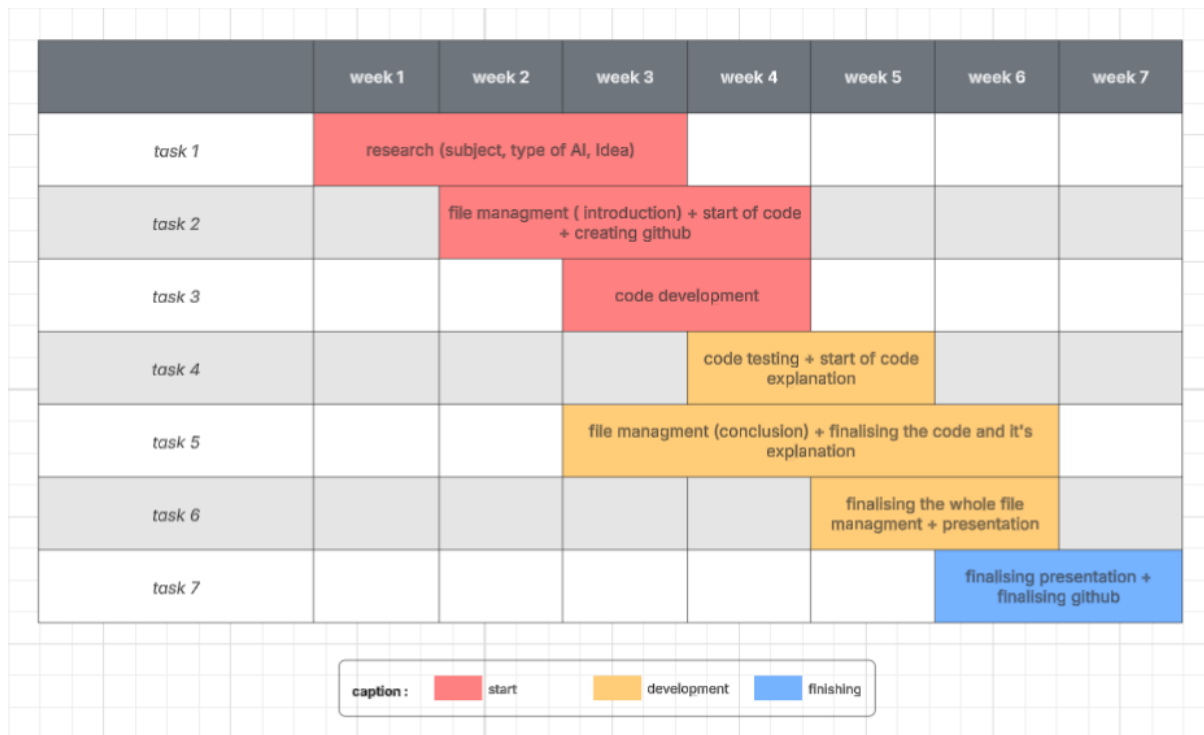 week 1 week 2 week 3 week 4 week 5 week 6 week 7
task 1 research (subject, type of AI, Idea)
task 2 file managment ( introduction) + start of code
+ creating github
task 3 code development
task 4 code testing + start of code
explanation
task 5 file managment (conclusion) + finalising the code and it's
explanation
task 6 finalising the whole file
managment + presentation
task 7 finalising presentation +
finalising github
caption : start development finishing